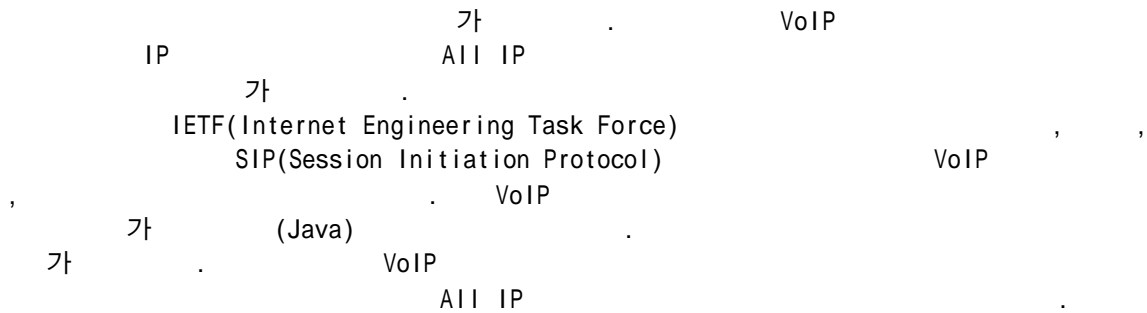 가 . VoIP
IP All IP
가 .
IETF(Internet Engineering Task Force) , ,
SIP(Session Initiation Protocol) VoIP
, . VoIP
가 (Java) .
가 . VoIP
All IP .